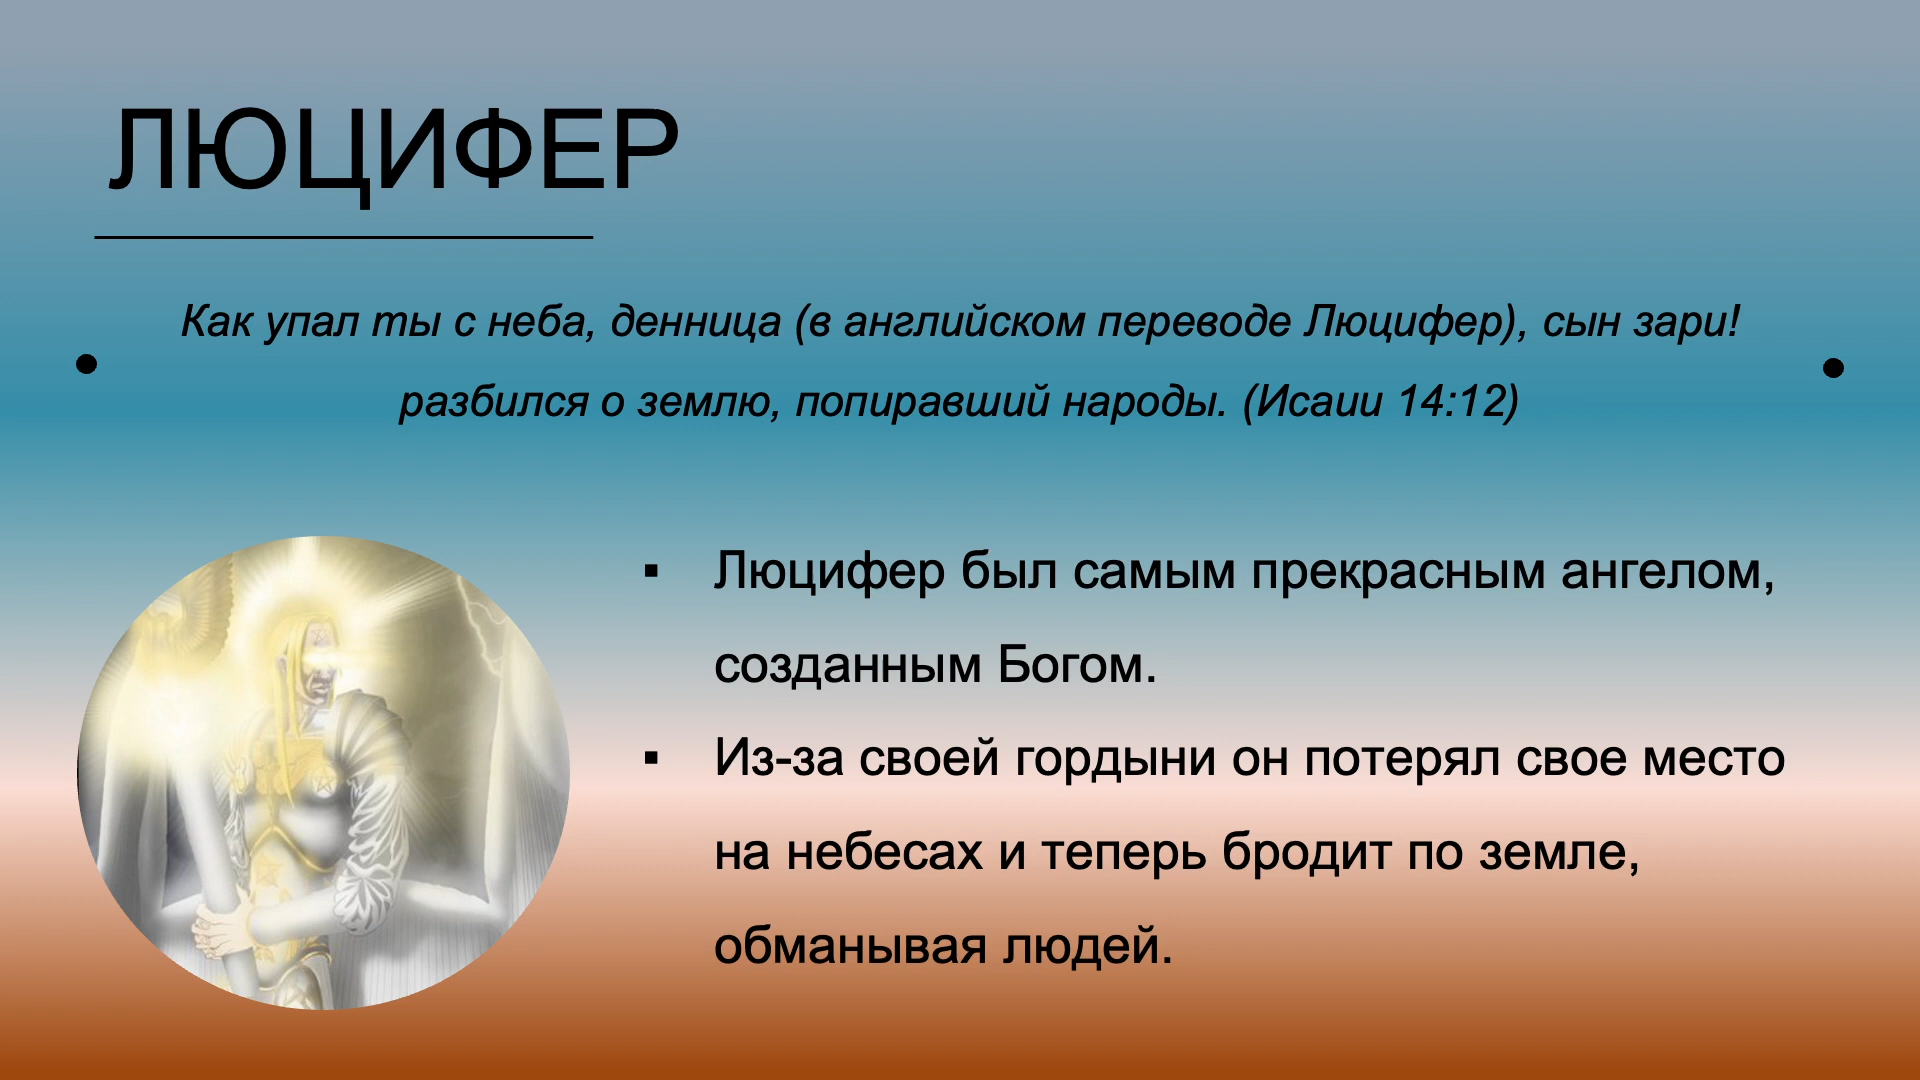 ЛЮЦИФЕР
Как упал ты с неба, денница (в английском переводе Люцифер), сын зари!
разбился о землю, попиравший народы. (Исаии 14:12)
▪ Люцифер был самым прекрасным ангелом,
созданным Богом.
▪ Из-за своей гордыни он потерял свое место
на небесах и теперь бродит по земле,
обманывая людей.